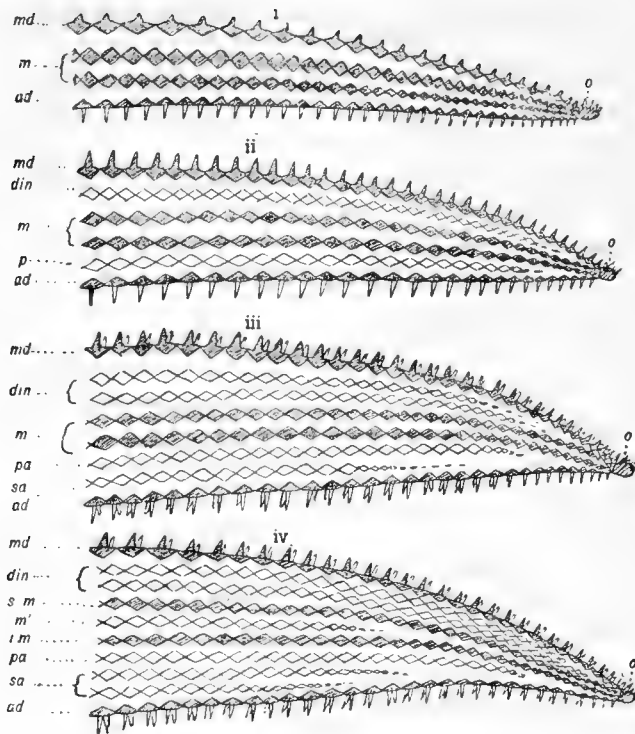 i
md...
m
ad.
o
ii
md
din
m
p.
ad
o
iii
md.....
din ..
m
pa
sa
ad
o
iv
md
din
s m
m'
i m
pa
sa
ad
o